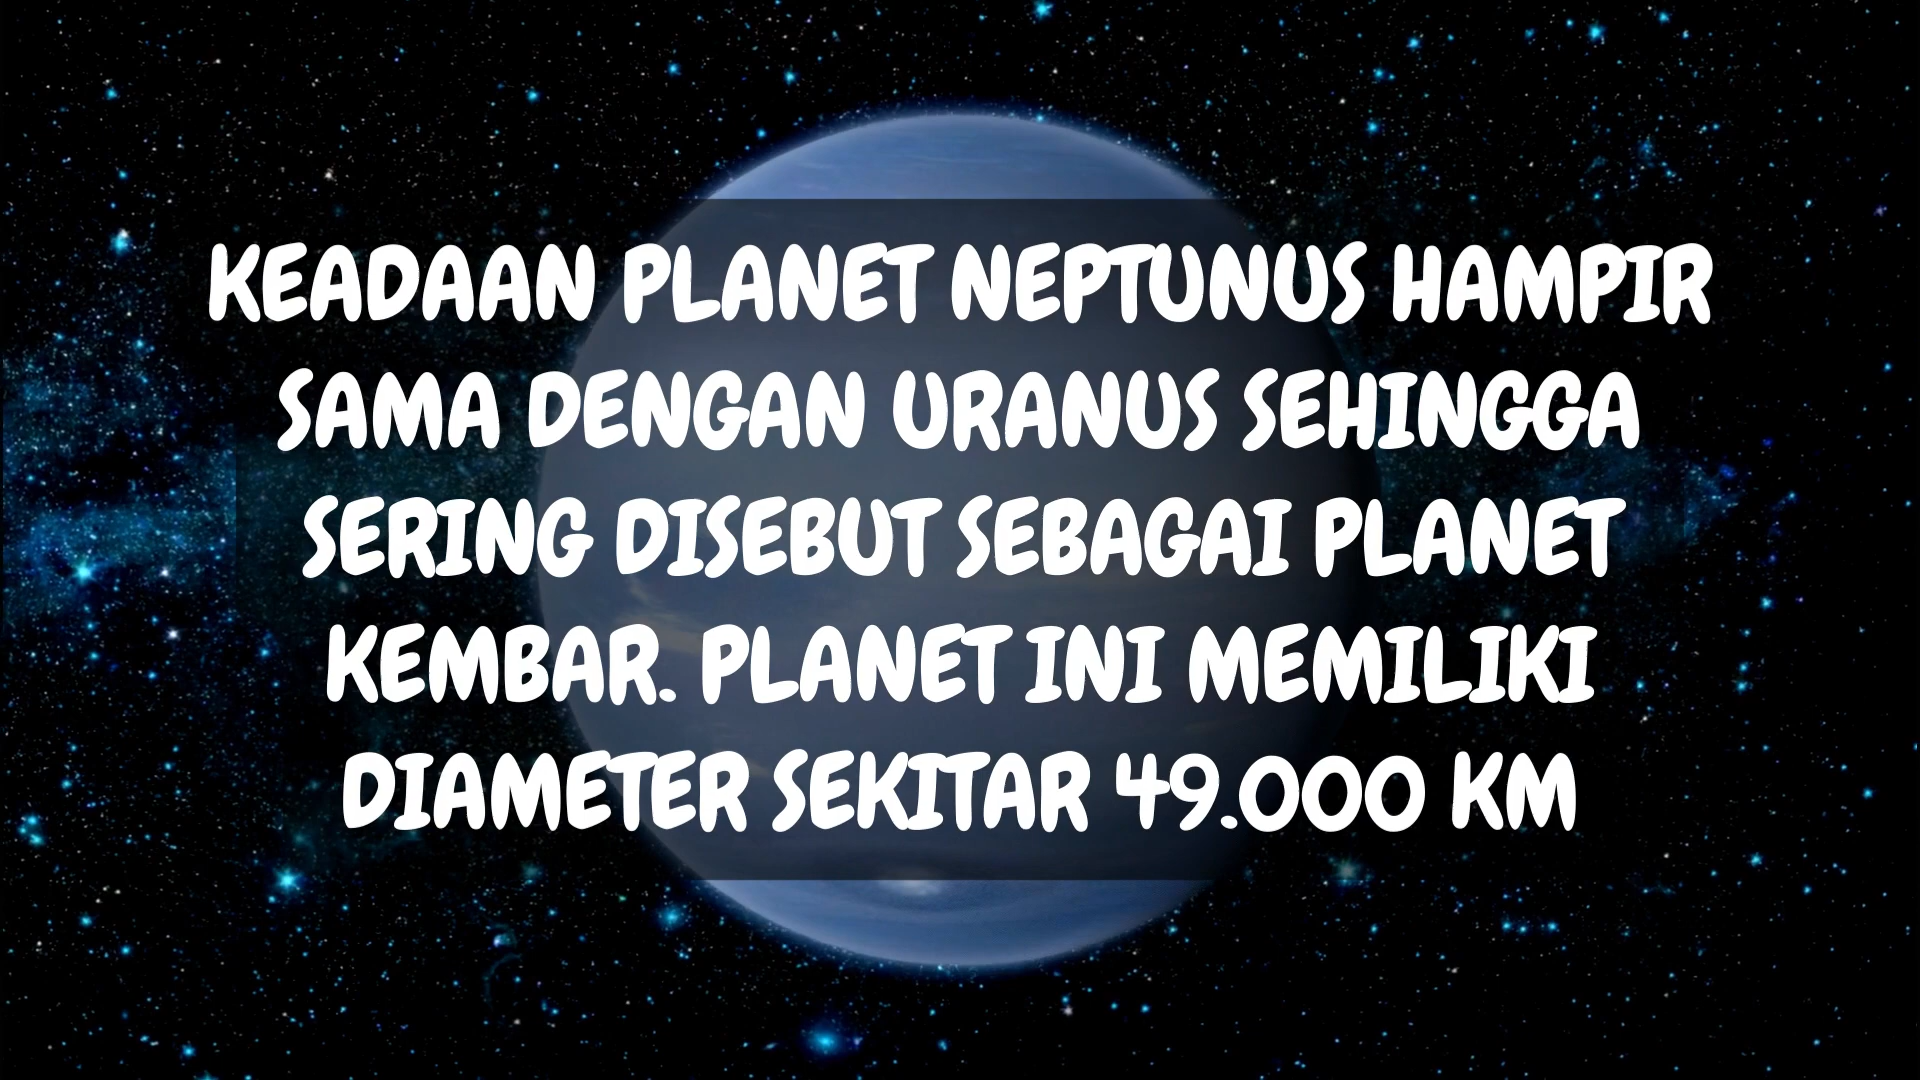 KEADAAN PLANET NEPTUNUS HAMPIR
SAMA DENGAN URANUS SEHINGGA
SERING DISEBUT SEBAGAI PLANET
KEMBAR. PLANET INI MEMILIKI
DIAMETER SEKITAR 49.000 KM